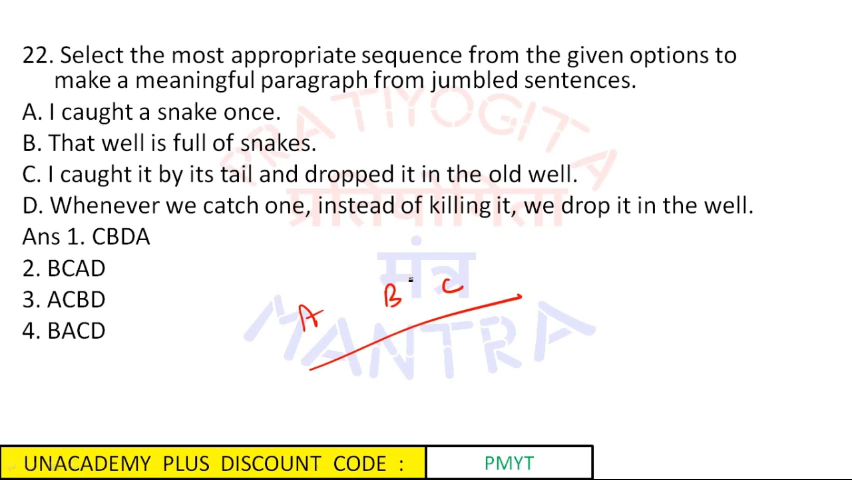 22. Select the most appropriate sequence from the given options to
make a meaningful paragraph from jumbled sentences.
A. I caught a snake once.
B. That well is full of snakes.
C. I caught it by its tail and dropped it in the old well.
D. Whenever we catch one, instead of killing it, we drop it in the well.
Ans 1. CBDA
2. BCAD
3. ACBD
4. BACD
A B C
PRATIYOGITA
प्रतियोगिता
मंत्र
MANTRA
UNACADEMY PLUS DISCOUNT CODE : PMYT